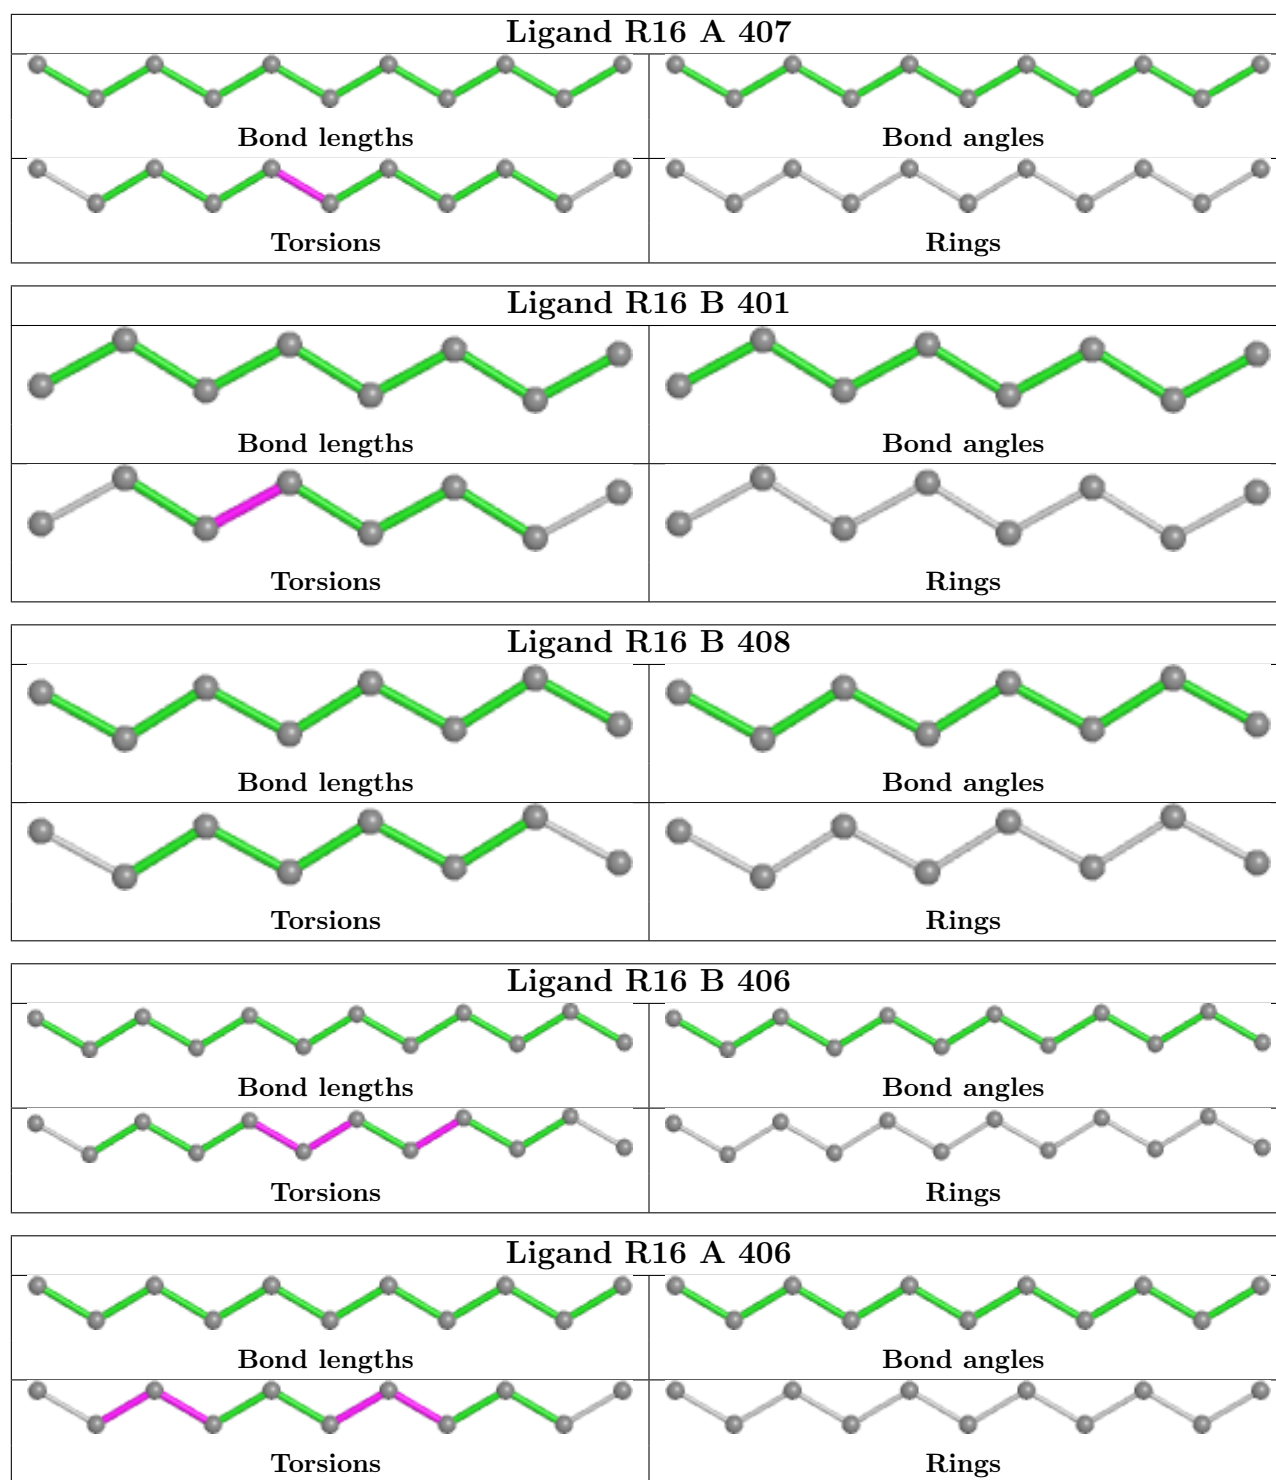 Ligand R16 A 407
Bond lengths
Bond angles
Torsions
Rings
Ligand R16 B 401
Bond lengths
Bond angles
Torsions
Rings
Ligand R16 B 408
Bond lengths
Bond angles
Torsions
Rings
Ligand R16 B 406
Bond lengths
Bond angles
Torsions
Rings
Ligand R16 A 406
Bond lengths
Bond angles
Torsions
Rings